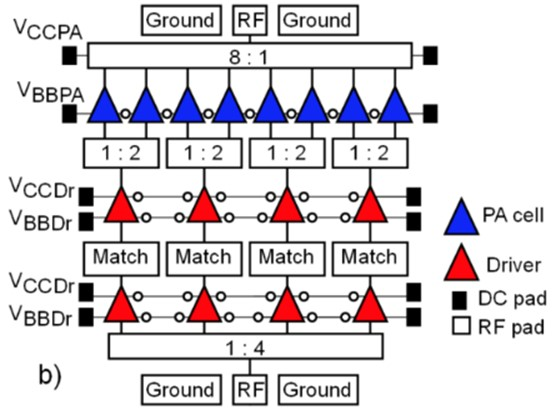 Ground RF Ground
VCCPA
8 : 1
VBBPA
1 : 2 1 : 2 1 : 2 1 : 2
VCCDr
VBBDr
PA cell
Match Match Match Match
Driver
VCCDr
DC pad
VBBDr
RF pad
1 : 4
b)
Ground RF Ground